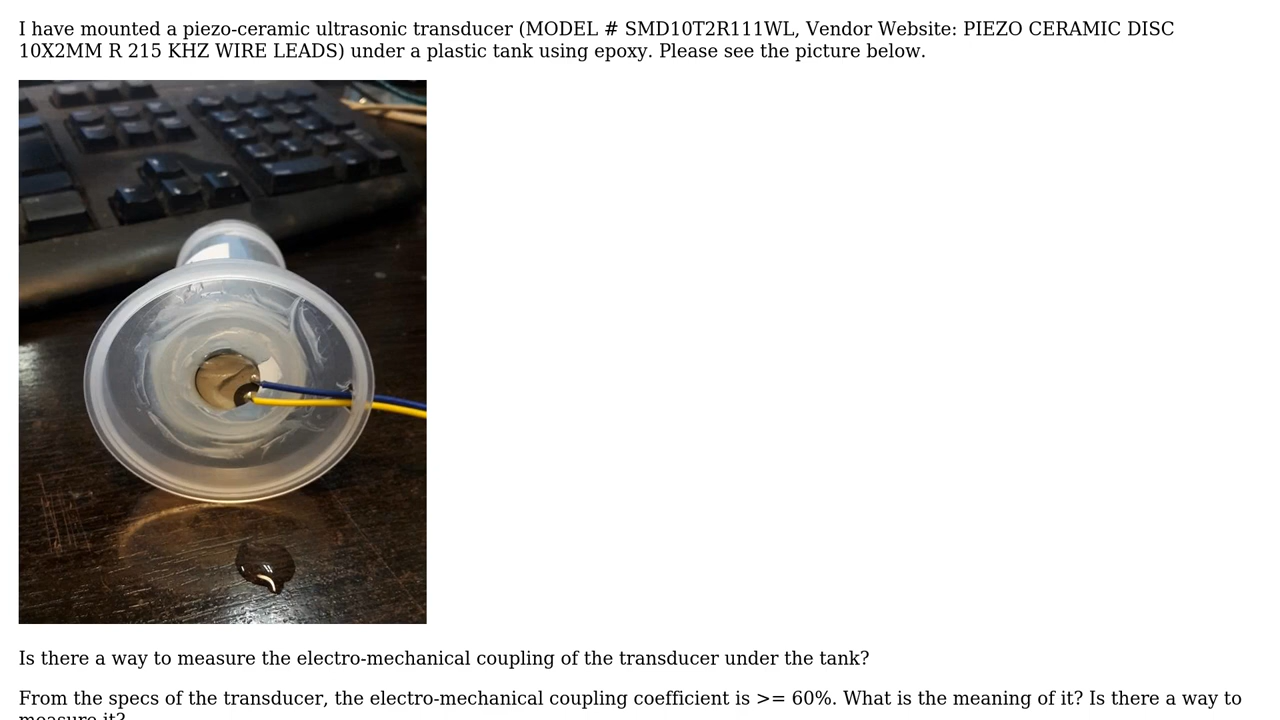 I have mounted a piezo-ceramic ultrasonic transducer (MODEL # SMD10T2R111WL, Vendor Website: PIEZO CERAMIC DISC
10X2MM R 215 KHZ WIRE LEADS) under a plastic tank using epoxy. Please see the picture below.
Is there a way to measure the electro-mechanical coupling of the transducer under the tank?
From the specs of the transducer, the electro-mechanical coupling coefficient is >= 60%. What is the meaning of it? Is there a way to
measure it?